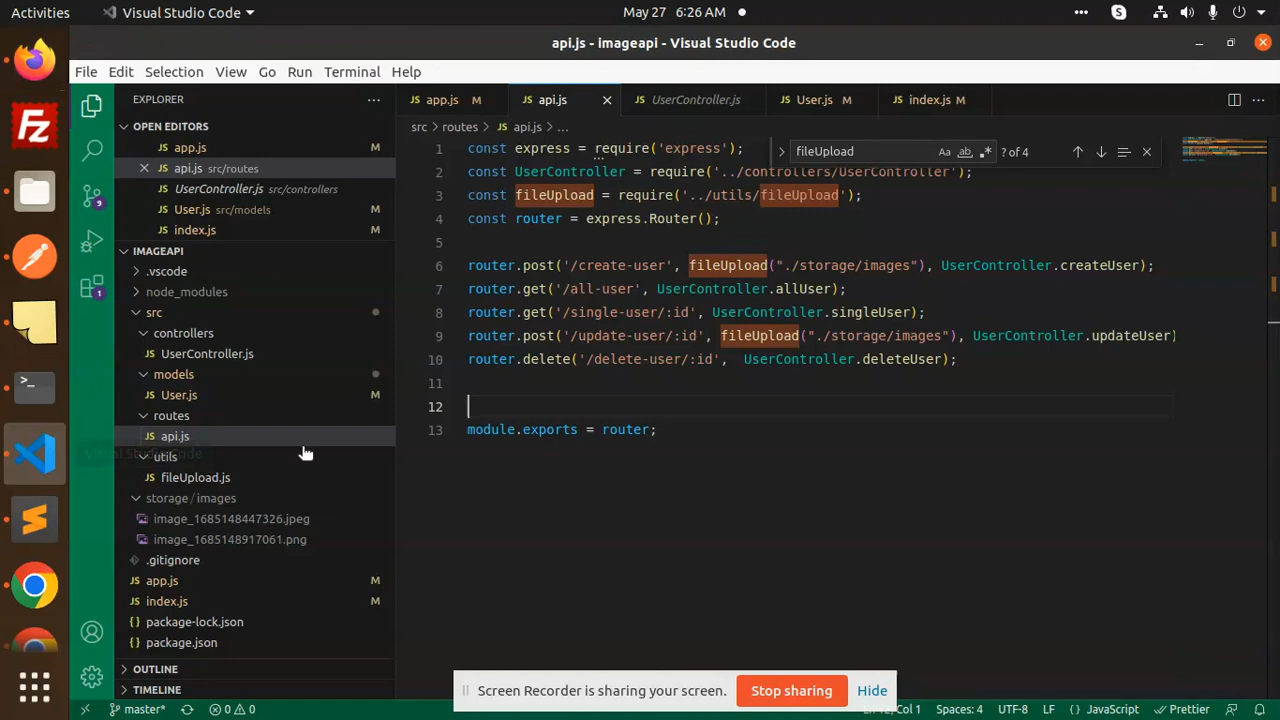 Activities
Visual Studio Code
May 27 6:26 AM
api.js - imageapi - Visual Studio Code
File Edit Selection View Go Run Terminal Help
EXPLORER
OPEN EDITORS
app.js
api.js src/routes
UserController.js src/controllers
User.js src/models
index.js
IMAGEAPI
.vscode
node_modules
src
controllers
UserController.js
models
User.js M
routes
api.js
utils
fileUpload.js
storage/images
image_1685148447326.jpeg
image_1685148917061.png
.gitignore
app.js M
index.js M
package-lock.json
package.json
OUTLINE
TIMELINE
9
1
app.js M
api.js
UserController.js
User.js M
index.js M
src > routes > api.js > ...
fileUpload
Aa ab .*
? of 4
1 const express = require('express');
2 const UserController = require('../controllers/UserController');
3 const fileUpload = require('../utils/fileUpload');
4 const router = express.Router();
5
6 router.post('/create-user', fileUpload("./storage/images"), UserController.createUser);
7 router.get('/all-user', UserController.allUser);
8 router.get('/single-user/:id', UserController.singleUser);
9 router.post('/update-user/:id', fileUpload("./storage/images"), UserController.updateUser)
10 router.delete('/delete-user/:id', UserController.deleteUser);
11
12
13 module.exports = router;
Screen Recorder is sharing your screen.
Stop sharing
Hide
master*
0 0
Spaces: 4
UTF-8
LF
{ } JavaScript
Prettier